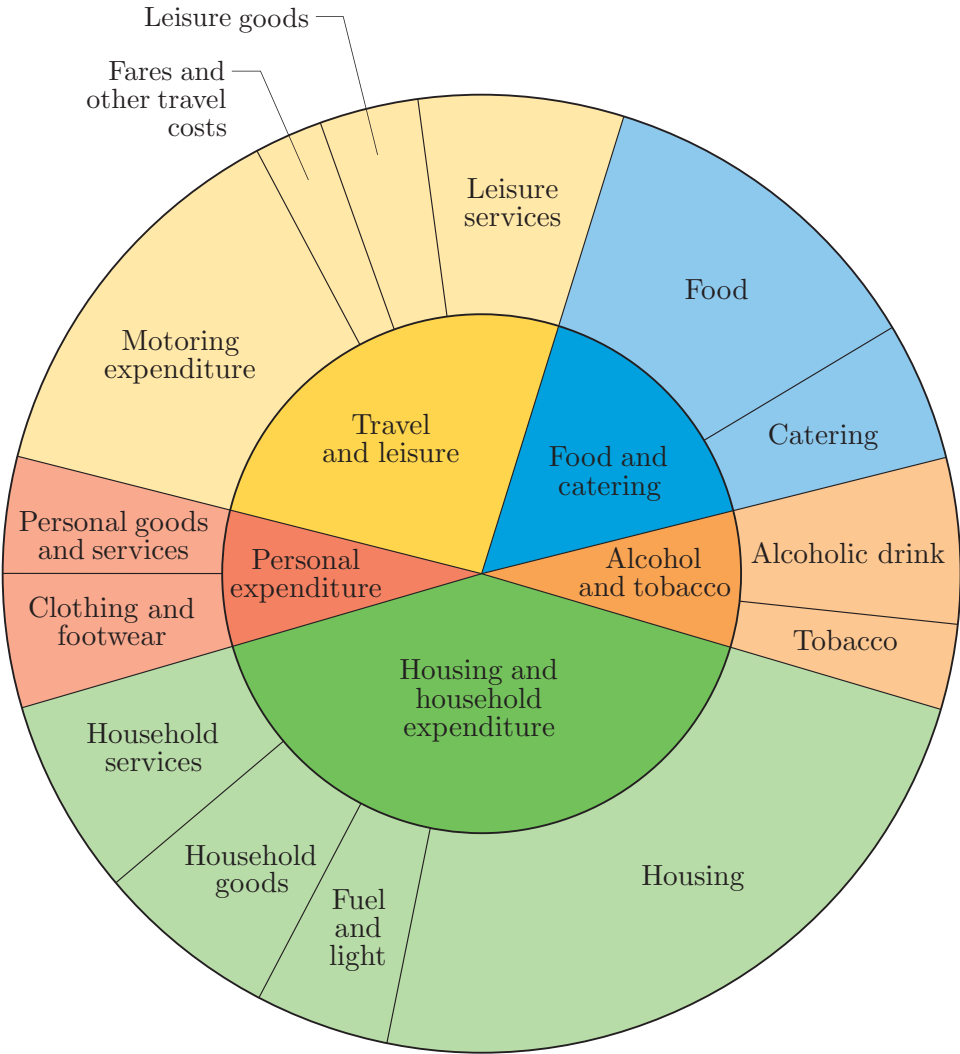 Leisure goods
Fares and
other travel
costs
Leisure
services
Food
Motoring
expenditure
Travel
and leisure
Food and
catering
Catering
Personal goods
and services
Personal
expenditure
Alcohol
and tobacco
Alcoholic drink
Clothing and
footwear
Tobacco
Housing and
household
expenditure
Household
services
Household
goods
Fuel
and
light
Housing